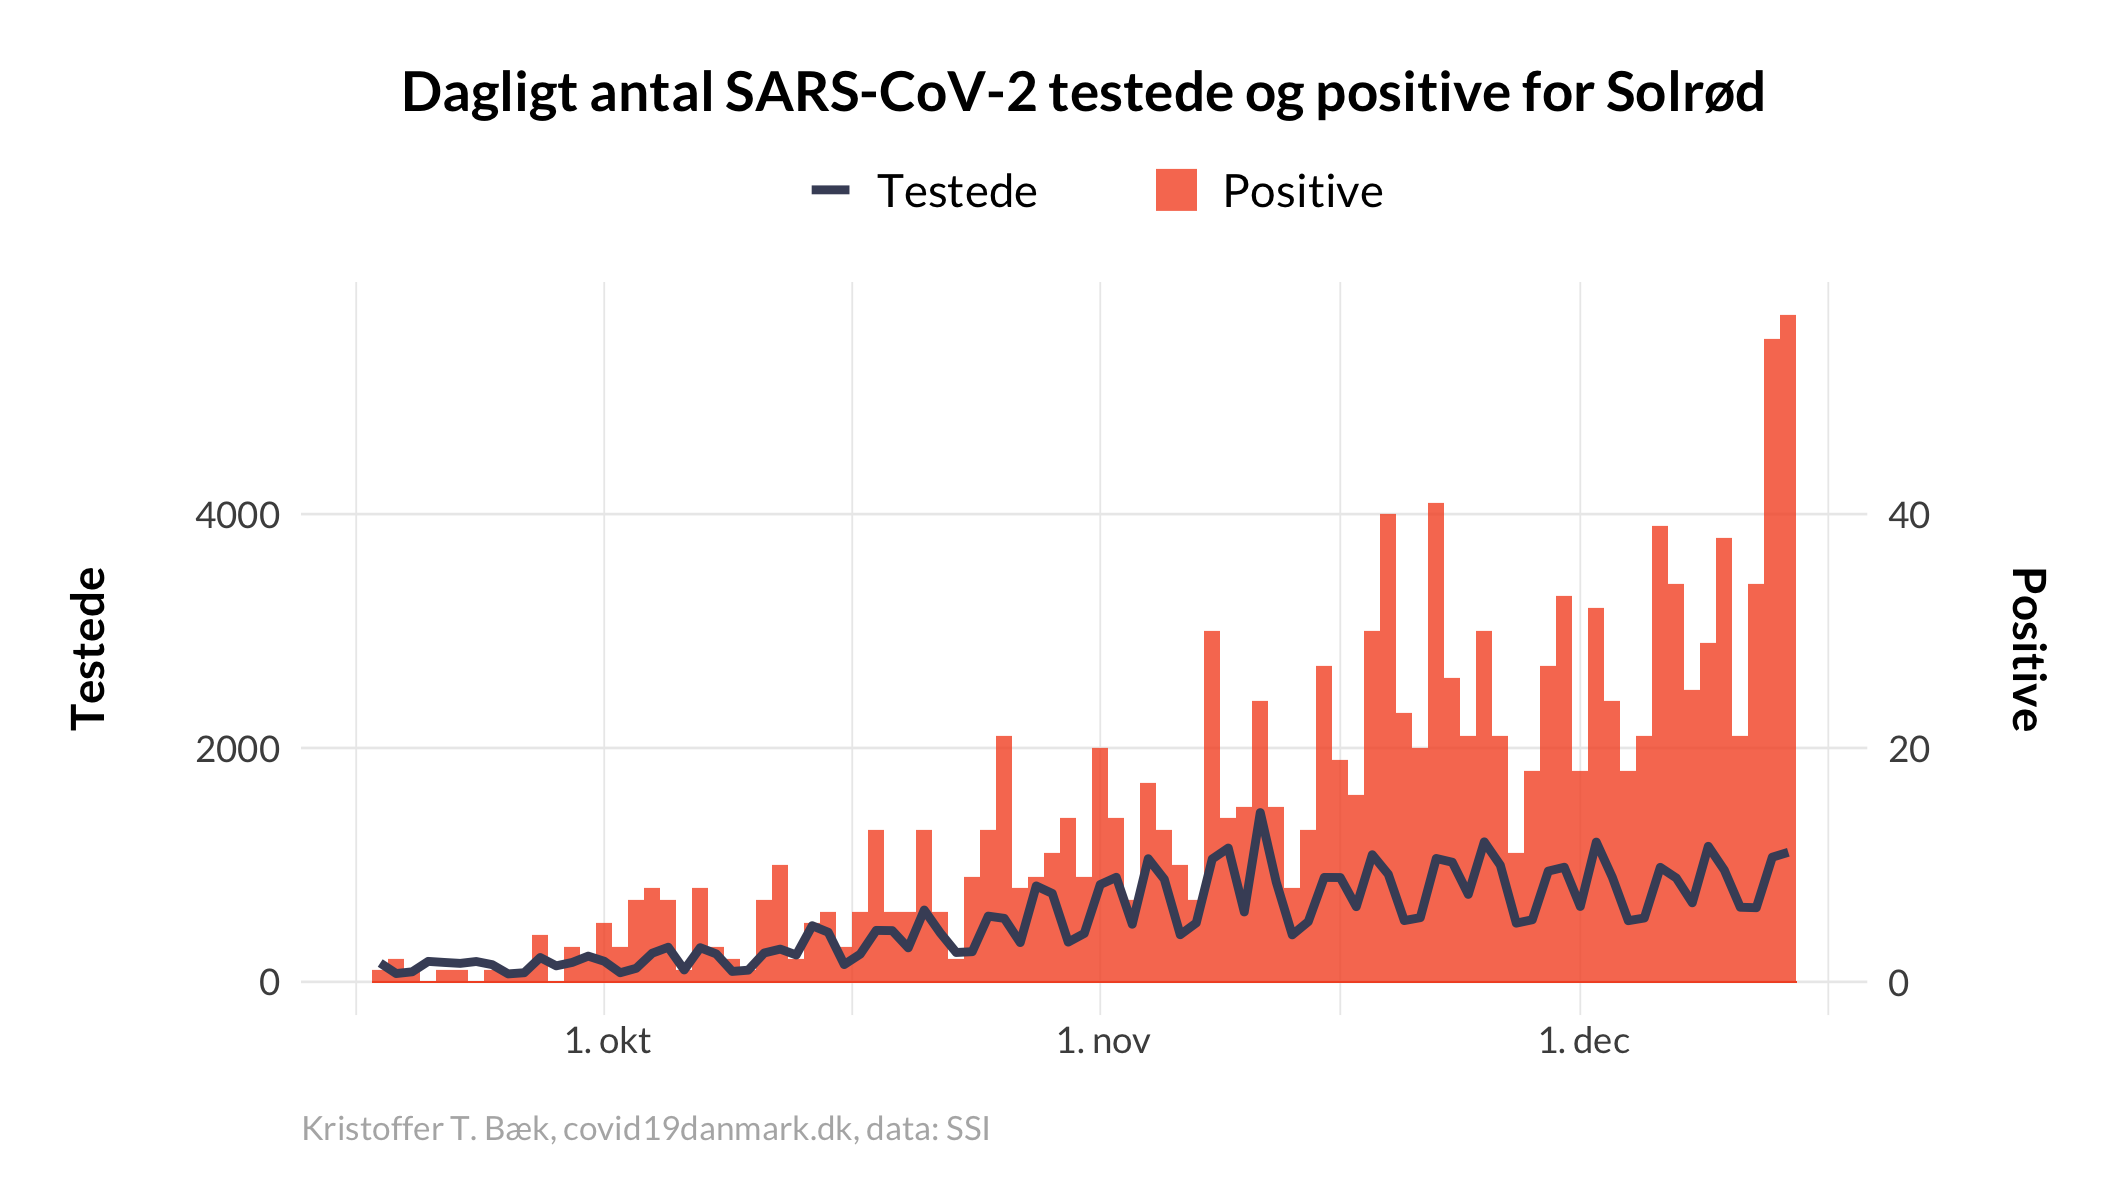 Dagligt antal SARS-CoV-2 testede og positive for Solrød
Testede
Positive
4000
2000
0
Testede
40
20
0
Positive
1. okt
1. nov
1. dec
Kristoffer T. Bæk, covid19danmark.dk, data: SSI